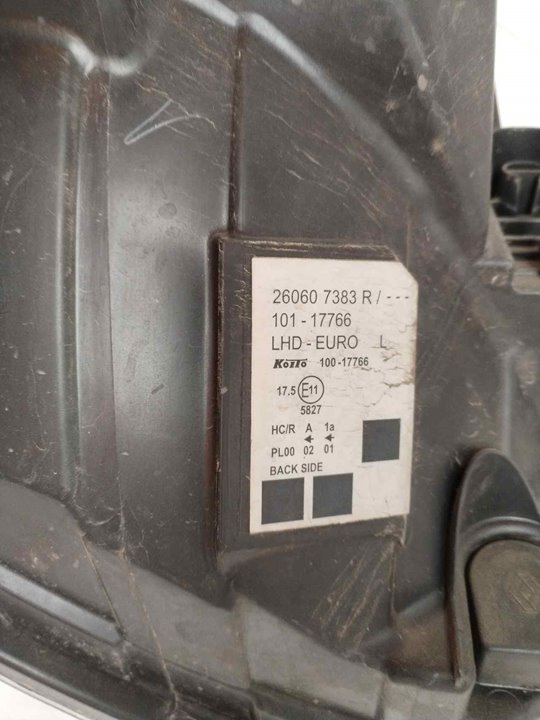 26060 7383 R / ---
101 - 17766
LHD - EURO L
KOITO 100-17766
17.5 E11
5827
HC/R A 1a
PL00 02 01
BACK SIDE